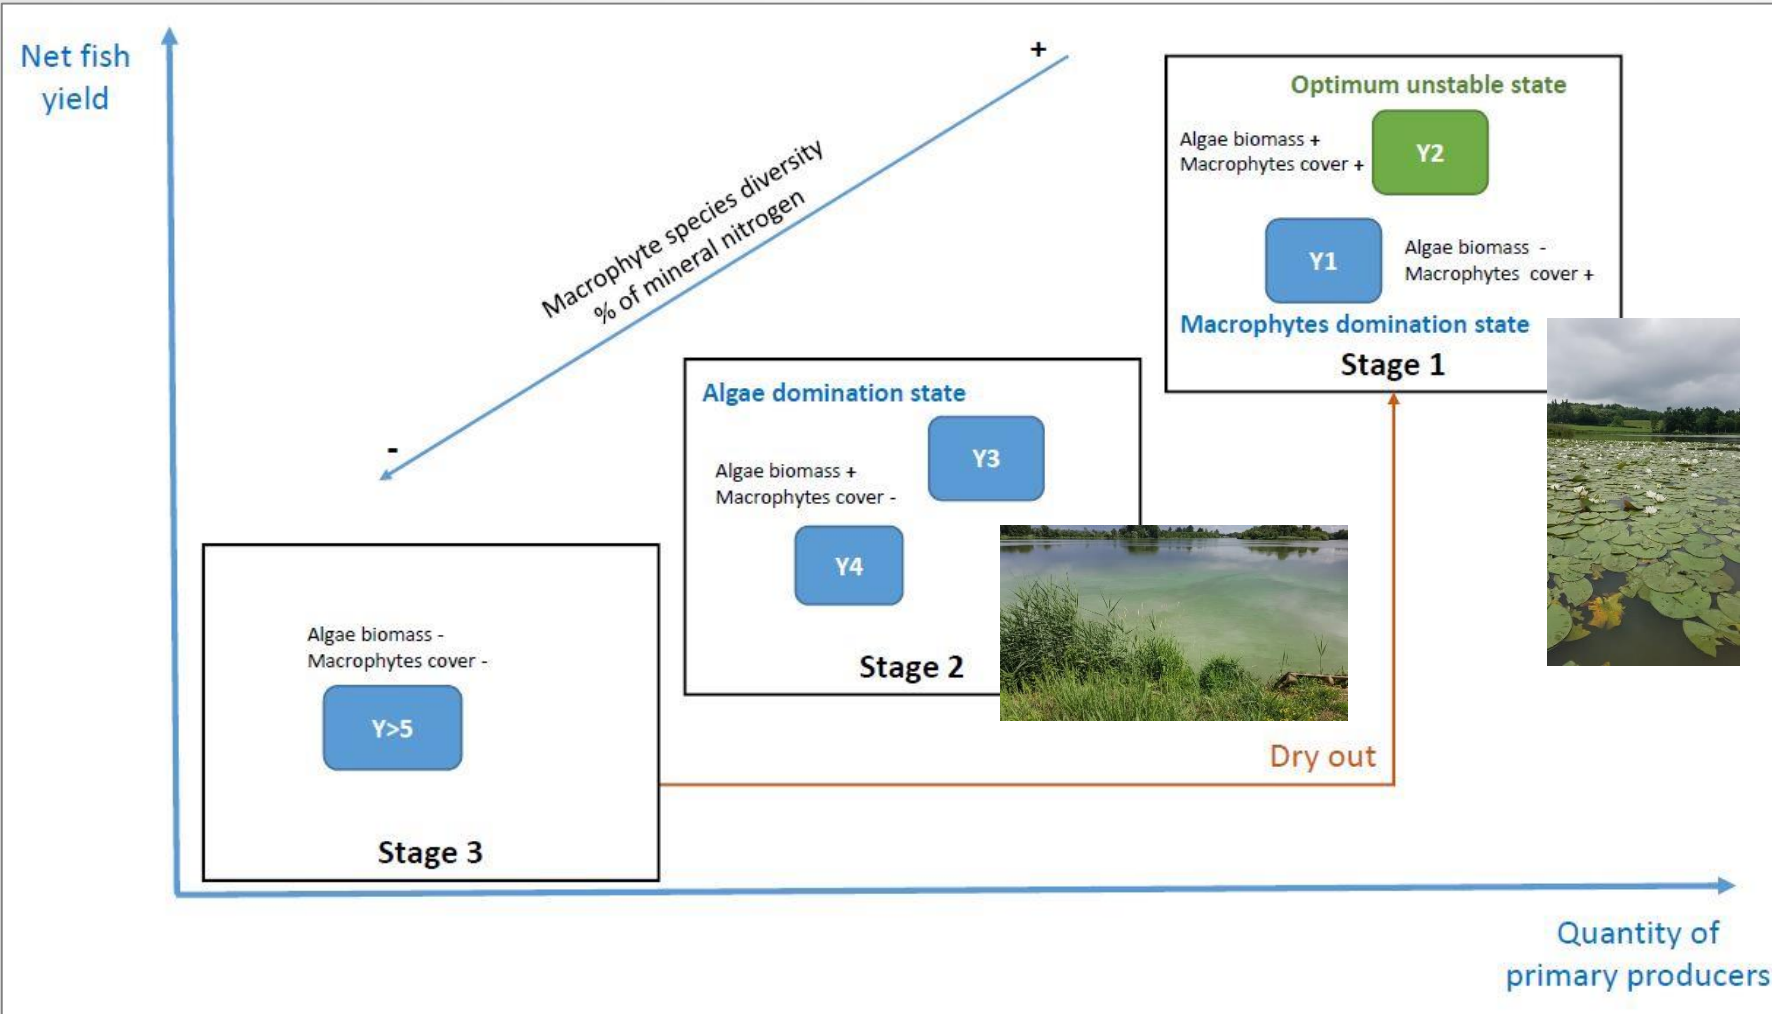 Net fish
yield
+
Macrophyte species diversity
% of mineral nitrogen
-
Optimum unstable state
Algae biomass +
Macrophytes cover +
Y2
Y1
Algae biomass -
Macrophytes cover +
Macrophytes domination state
Stage 1
Algae domination state
Y3
Algae biomass +
Macrophytes cover -
Y4
Stage 2
Algae biomass -
Macrophytes cover -
Y>5
Stage 3
Dry out
Quantity of
primary producers